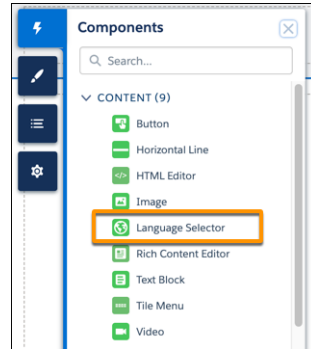 Components
Search...
CONTENT (9)
Button
Horizontal Line
HTML Editor
Image
Language Selector
Rich Content Editor
Text Block
Tile Menu
Video